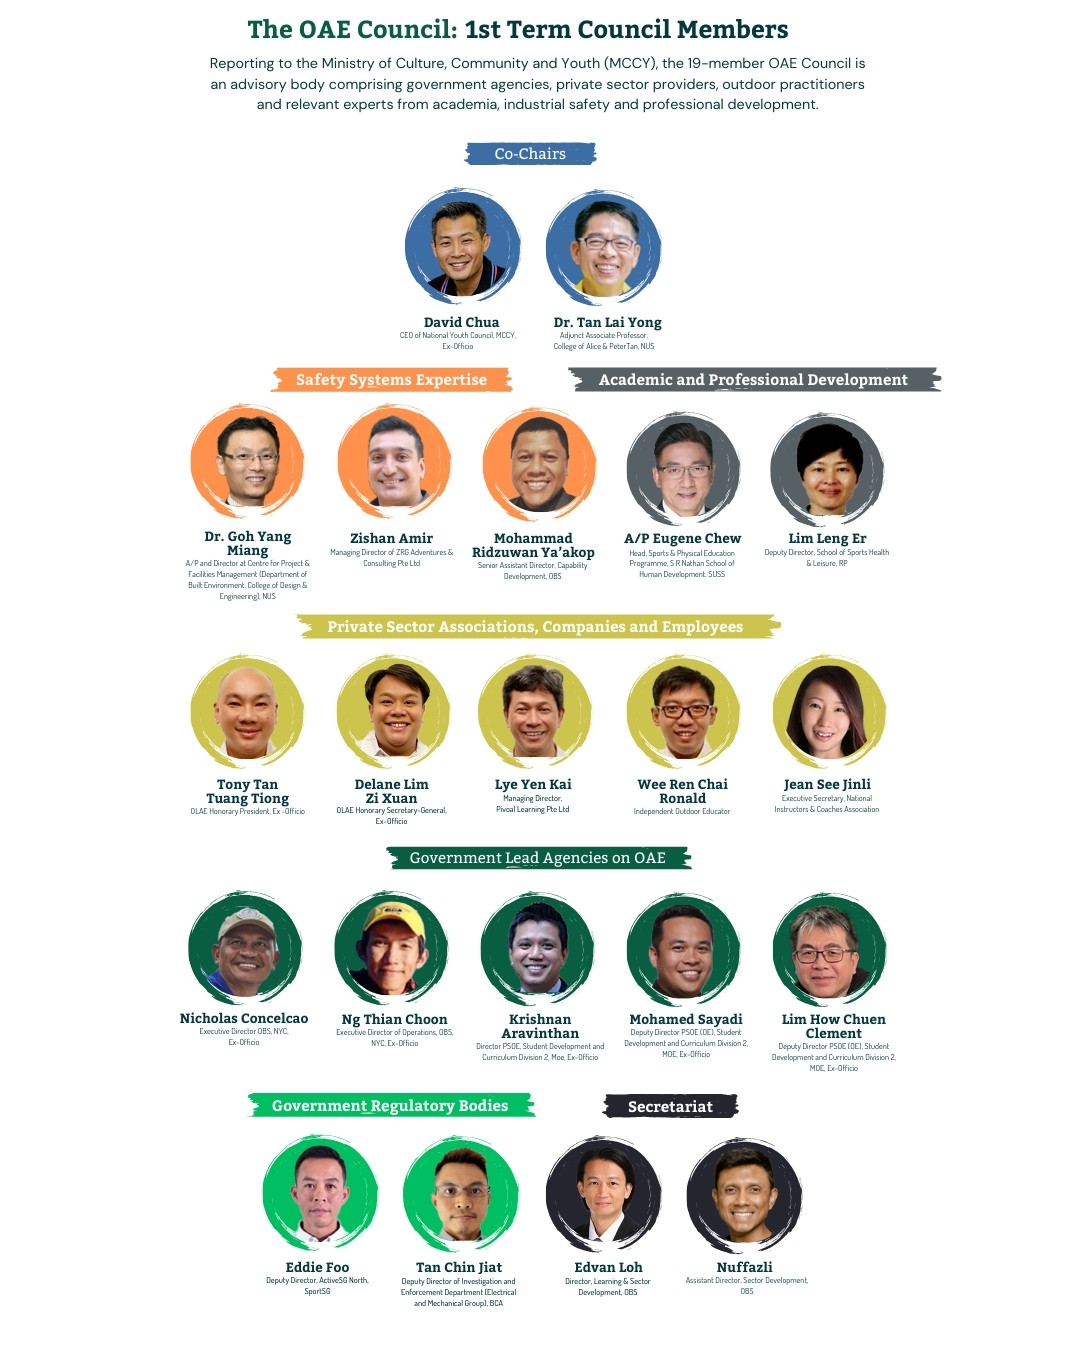 The OAE Council: 1st Term Council Members
Reporting to the Ministry of Culture, Community and Youth (MCCY), the 19-member OAE Council is
an advisory body comprising government agencies, private sector providers, outdoor practitioners
and relevant experts from academia, industrial safety and professional development.
Co-Chairs
David Chua
CEO of National Youth Council, MCCY,
Ex-Officio
Dr. Tan Lai Yong
Adjunct Associate Professor,
College of Alice & PeterTan, NUS
Safety Systems Expertise
Dr. Goh Yang
Miang
A/P and Director at Centre for Project &
Facilities Management (Department of
Built Environment, College of Design &
Engineering), NUS
Zishan Amir
Managing Director of ZRG Adventures &
Consulting Pte Ltd
Mohammad
Ridzuwan Ya'akop
Senior Assistant Director, Capability
Development, OBS
Academic and Professional Development
A/P Eugene Chew
Head, Sports & Physical Education
Programme, S R Nathan School of
Human Development, SUSS
Lim Leng Er
Deputy Director, School of Sports Health
& Leisure, RP
Private Sector Associations, Companies and Employees
Tony Tan
Tuang Tiong
OLAE Honorary President, Ex -Officio
Delane Lim
Zi Xuan
OLAE Honorary Secretary-General,
Ex-Officio
Lye Yen Kai
Managing Director,
Pivoal Learning Pte Ltd
Wee Ren Chai
Ronald
Independent Outdoor Educator
Jean See Jinli
Executive Secretary, National
Instructors & Coaches Association
Government Lead Agencies on OAE
Nicholas Concelcao
Executive Director OBS, NYC,
Ex-Officio
Ng Thian Choon
Executive Director of Operations, OBS,
NYC, Ex-Officio
Krishnan
Aravinthan
Director PSOE, Student Development and
Curriculum Division 2, Moe, Ex-Officio
Mohamed Sayadi
Deputy Director PSOE (OE), Student
Development and Curriculum Division 2,
MOE, Ex-Officio
Lim How Chuen
Clement
Deputy Director PSOE (OE), Student
Development and Curriculum Division 2,
MOE, Ex-Officio
Government Regulatory Bodies
Eddie Foo
Deputy Director, ActiveSG North,
SportSG
Tan Chin Jiat
Deputy Director of Investigation and
Enforcement Department (Electrical
and Mechanical Group), BCA
Secretariat
Edvan Loh
Director, Learning & Sector
Development, OBS
Nuffazli
Assistant Director, Sector Development,
OBS